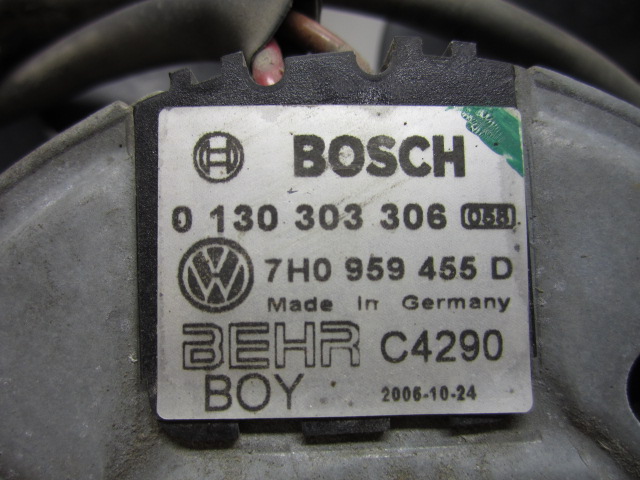 BOSCH
0 130 303 306 058
7H0 959 455 D
Made in Germany
BEHR C4290
BOY 2006-10-24